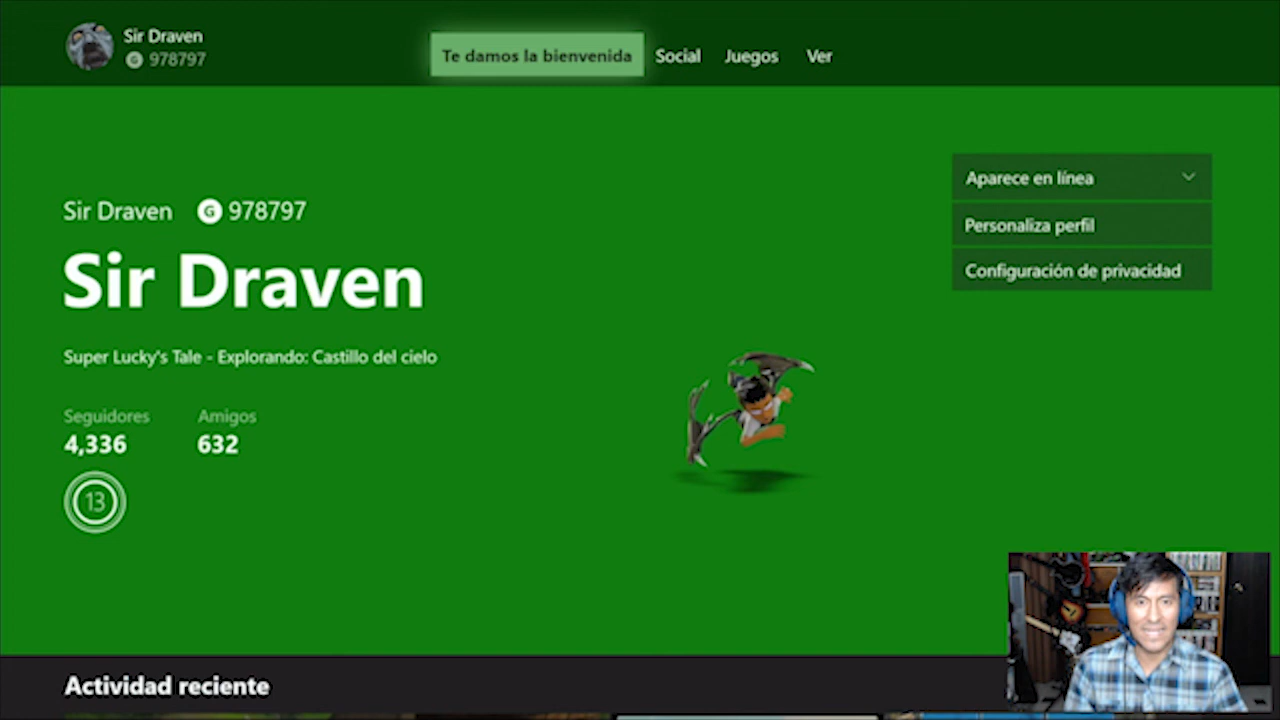 Sir Draven
G 978797
Te damos la bienvenida
Social
Juegos
Ver
Aparece en línea
Personaliza perfil
Configuración de privacidad
Sir Draven G 978797
Sir Draven
Super Lucky's Tale - Explorando: Castillo del cielo
Seguidores Amigos
4,336 632
13
Actividad reciente